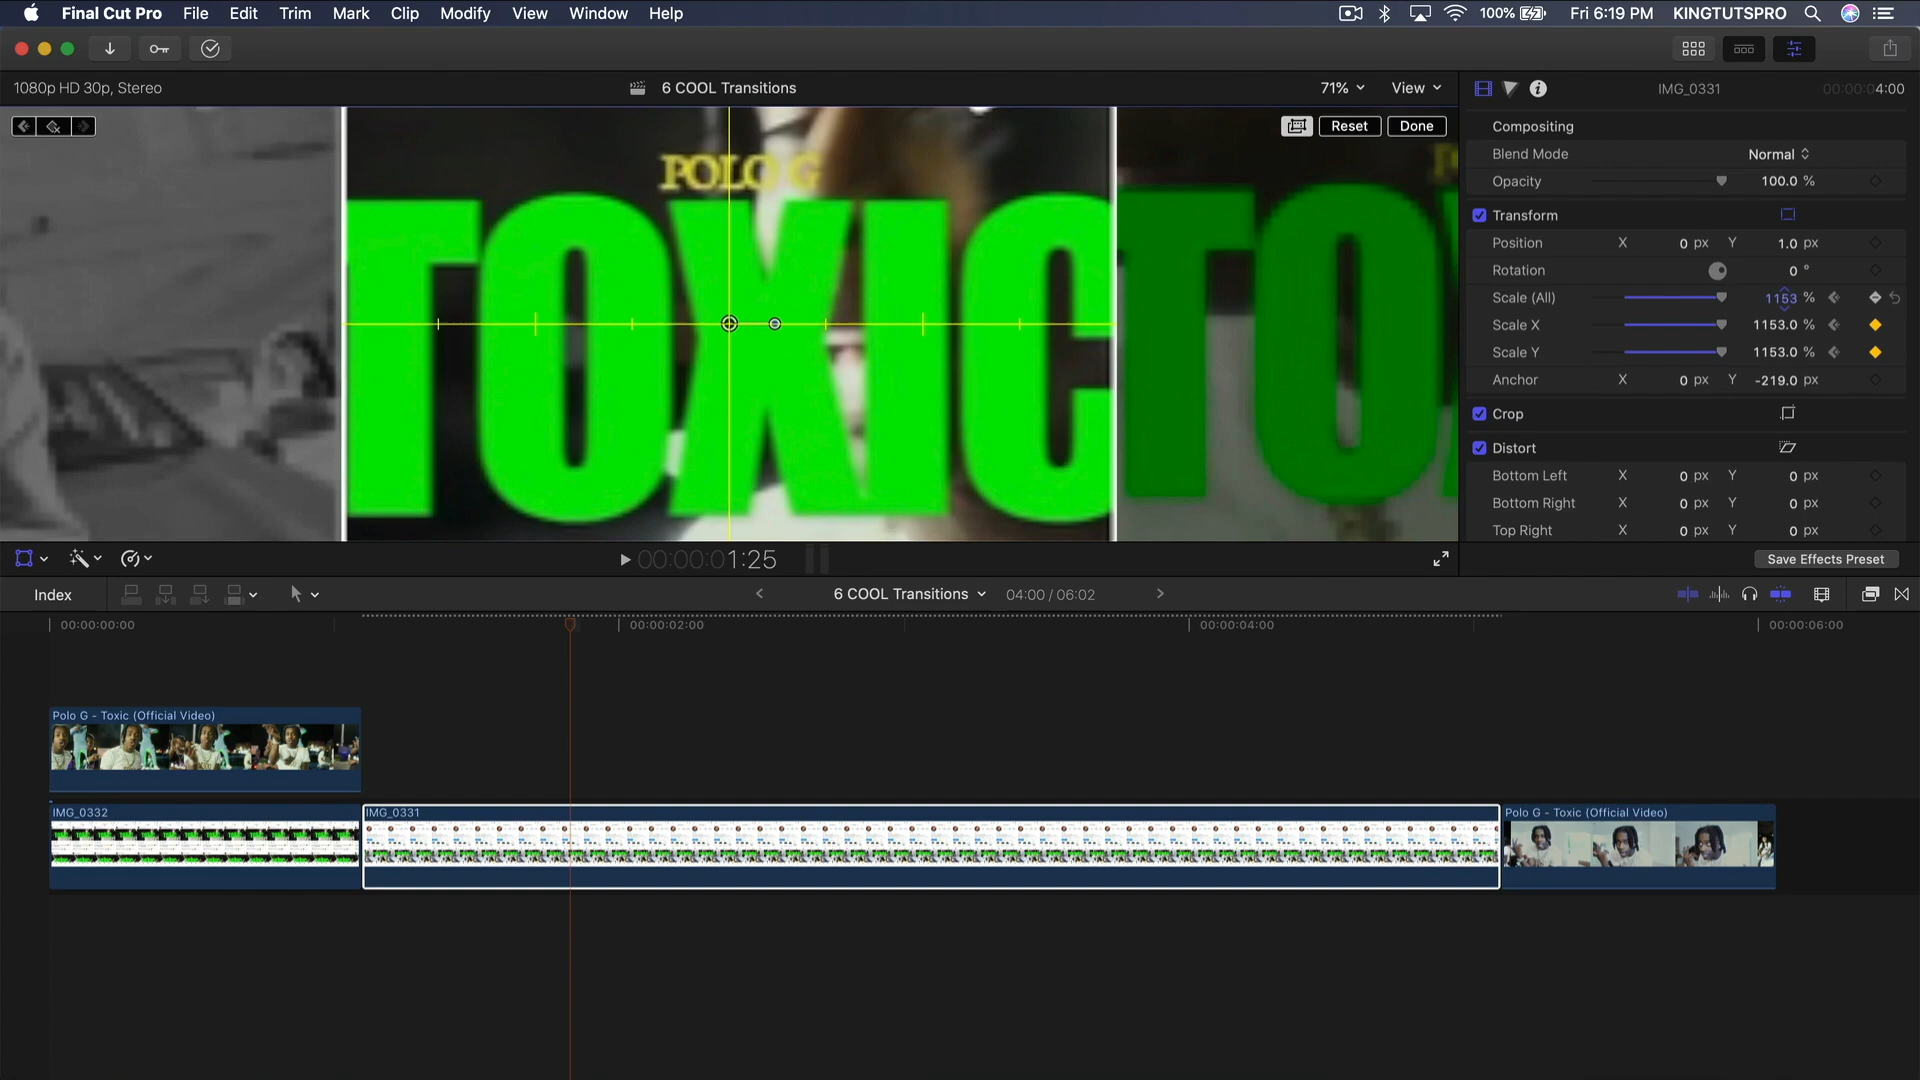 Final Cut Pro File Edit Trim Mark Clip Modify View Window Help 100% Fri 6:19 PM KINGTUTSPRO
1080p HD 30p, Stereo 6 COOL Transitions 71% View IMG_0331 00:00:04:00
Reset Done
POLO G
TOXIC
TO
Compositing
Blend Mode Normal
Opacity 100.0 %
Transform
Position X 0 px Y 1.0 px
Rotation 0 °
Scale (All) 1153 %
Scale X 1153.0 %
Scale Y 1153.0 %
Anchor X 0 px Y -219.0 px
Crop
Distort
Bottom Left X 0 px Y 0 px
Bottom Right X 0 px Y 0 px
Top Right X 0 px Y 0 px
00:00:01:25 Save Effects Preset
Index 6 COOL Transitions 04:00 / 06:02
00:00:00:00 00:00:02:00 00:00:04:00 00:00:06:00
Polo G - Toxic (Official Video)
IMG_0332 IMG_0331 Polo G - Toxic (Official Video)